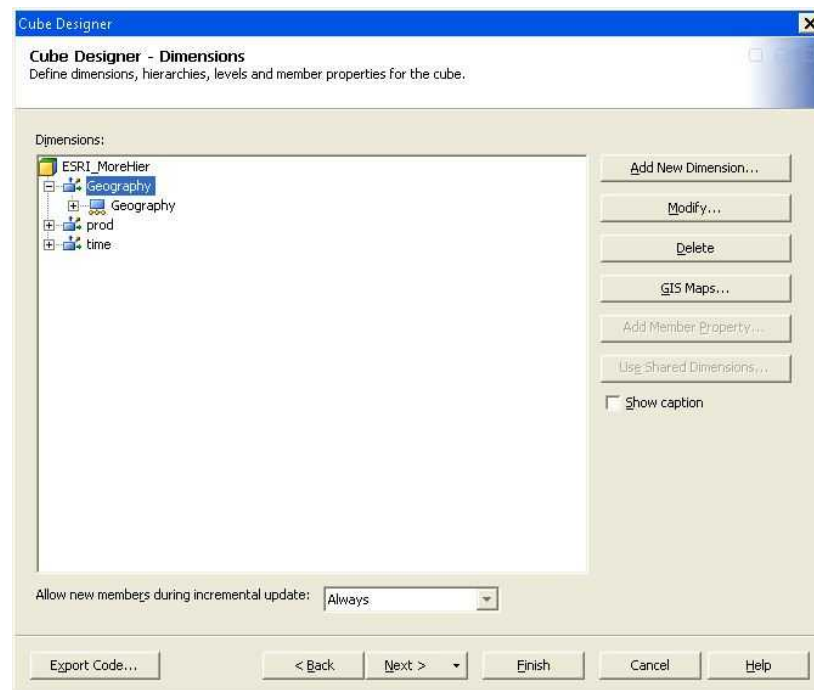 Cube Designer
Cube Designer - Dimensions
Define dimensions, hierarchies, levels and member properties for the cube.
Dimensions:
ESRI_MoreHier
Geography
Geography
prod
time
Add New Dimension...
Modify...
Delete
GIS Maps...
Add Member Property...
Use Shared Dimensions...
Show caption
Allow new members during incremental update: Always
Export Code...
< Back
Next >
Finish
Cancel
Help